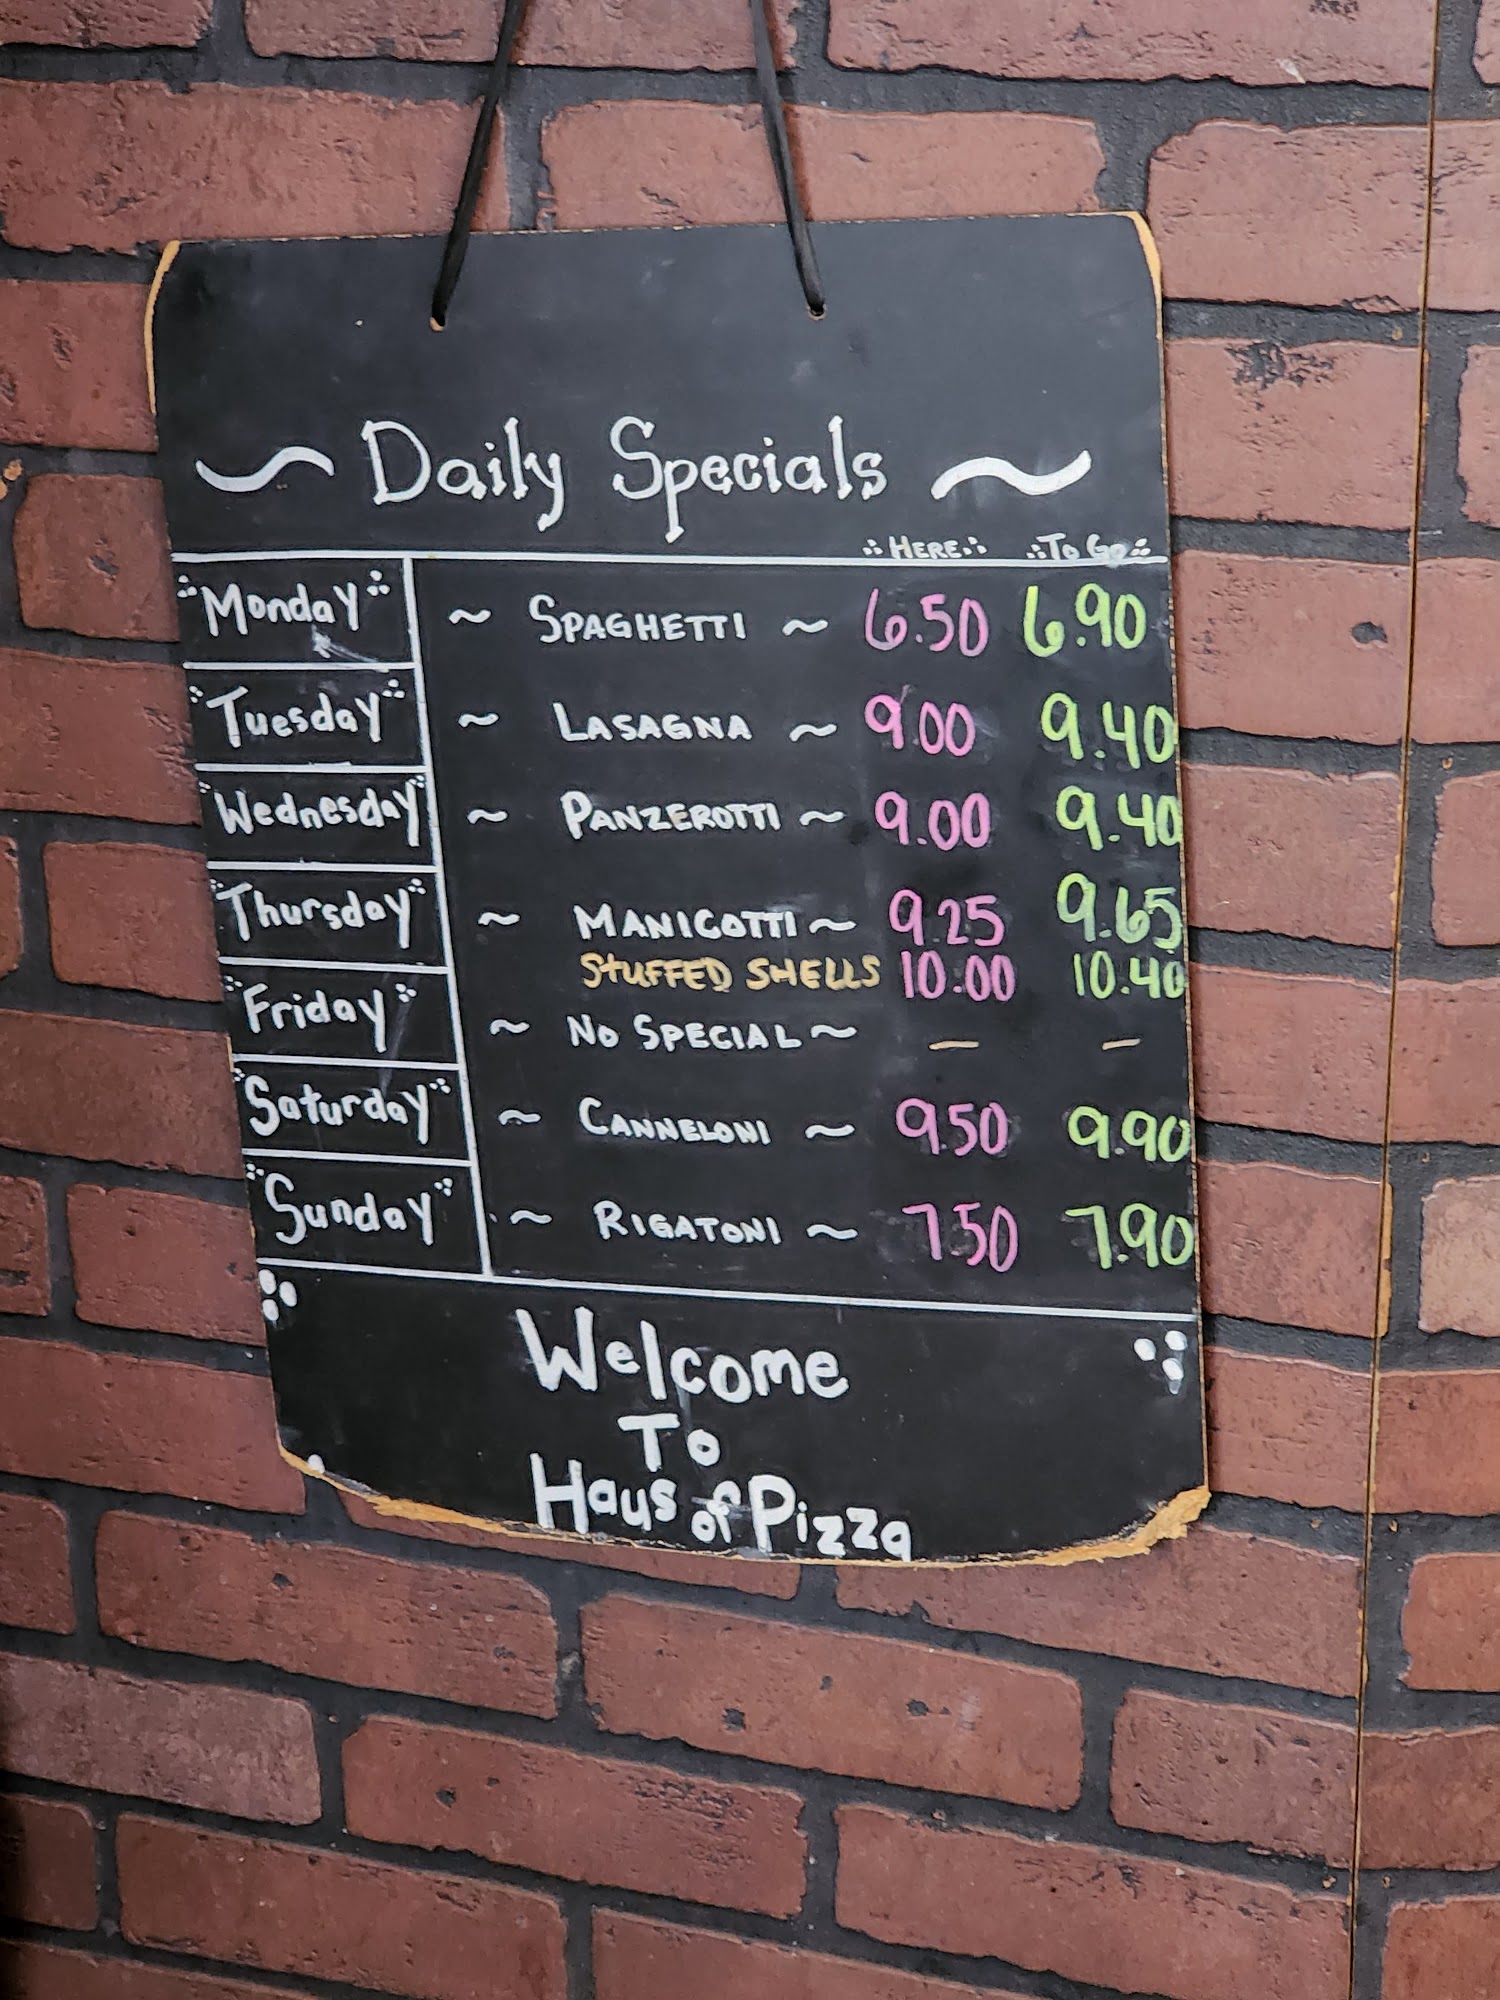 ~ Daily Specials ~
HERE To Go
Monday ~ SPAGHETTI ~ 6.50 6.90
Tuesday ~ LASAGNA ~ 9.00 9.40
Wednesday ~ PANZEROTTI ~ 9.00 9.40
Thursday ~ MANICOTTI ~ 9.25 9.65
STUFFED SHELLS 10.00 10.40
Friday ~ NO SPECIAL ~ — —
Saturday ~ CANNELONI ~ 9.50 9.90
Sunday ~ RIGATONI ~ 7.50 7.90
Welcome
To
Haus of Pizza